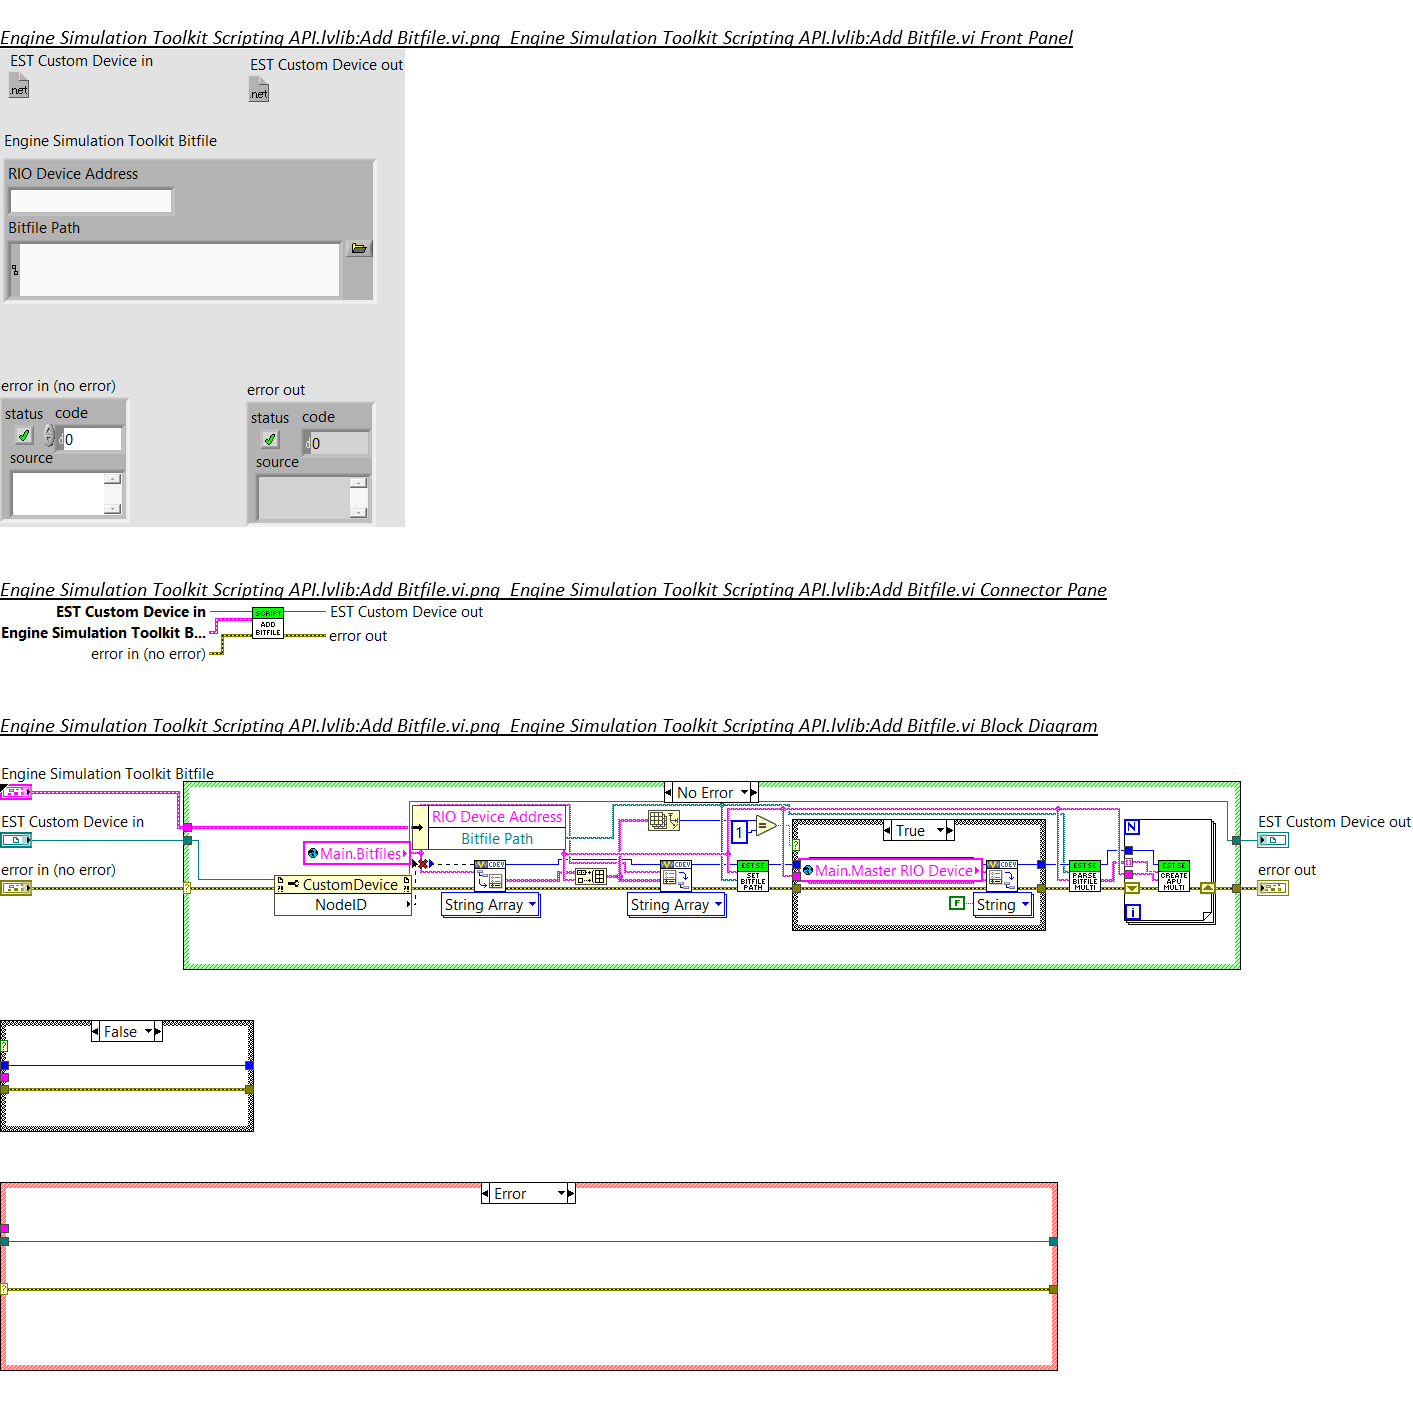 Engine Simulation Toolkit Scripting API.lvlib:Add Bitfile.vi.png  Engine Simulation Toolkit Scripting API.lvlib:Add Bitfile.vi Front Panel
EST Custom Device in
EST Custom Device out
.net
.net
Engine Simulation Toolkit Bitfile
RIO Device Address
Bitfile Path
error in (no error)
error out
status
code
d
0
source
status
code
d
0
source
Engine Simulation Toolkit Scripting API.lvlib:Add Bitfile.vi.png  Engine Simulation Toolkit Scripting API.lvlib:Add Bitfile.vi Connector Pane
EST Custom Device in
Engine Simulation Toolkit B...
error in (no error)
SCRIPT
ADD
BITFILE
EST Custom Device out
error out
Engine Simulation Toolkit Scripting API.lvlib:Add Bitfile.vi.png  Engine Simulation Toolkit Scripting API.lvlib:Add Bitfile.vi Block Diagram
Engine Simulation Toolkit Bitfile
EST Custom Device in
error in (no error)
No Error
RIO Device Address
Bitfile Path
Main.Bitfiles
CustomDevice
NodeID
CDEV
String Array
CDEV
String Array
1
=
EST SE
SET
BITFILE
PATH
True
?
?
Main.Master RIO Device
CDEV
F
String
EST SE
PARSE
BITFILE
MULTI
N
i
EST SE
CREATE
APU
MULTI
EST Custom Device out
error out
False
?
Error
?